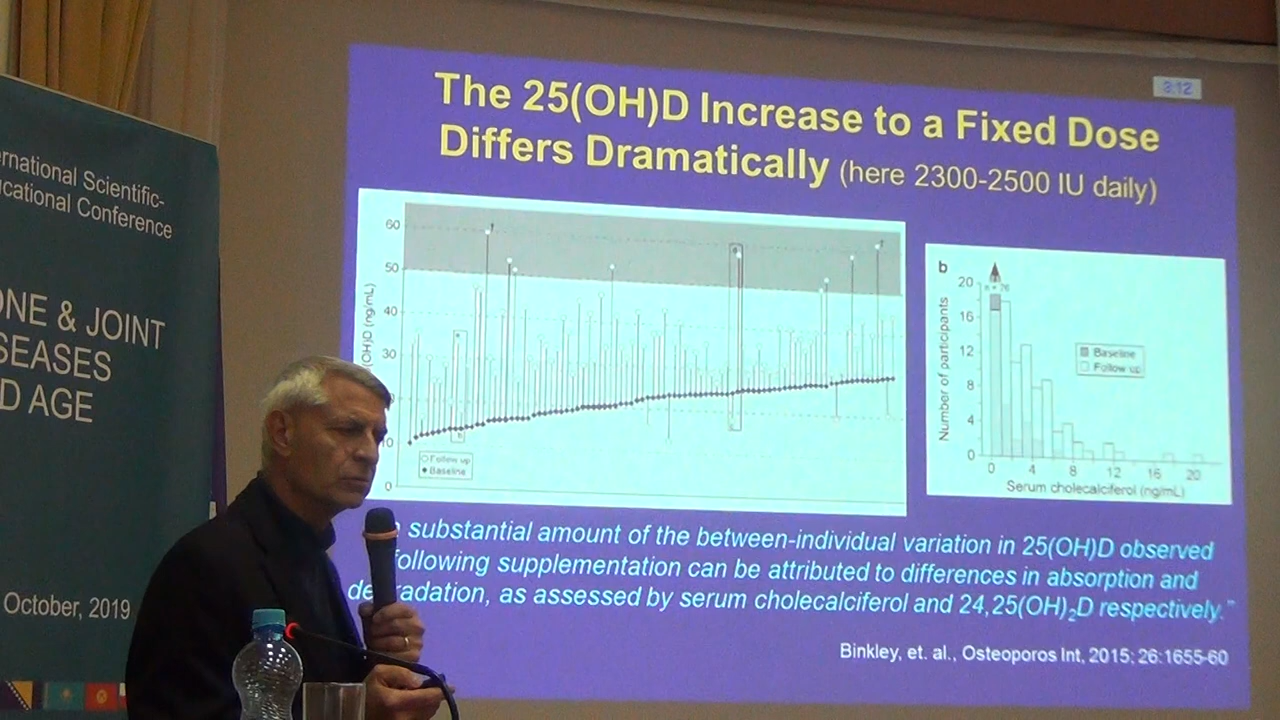 ernational Scientific-
ucational Conference
ONE & JOINT
SEASES
D AGE
October, 2019
3:12
The 25(OH)D Increase to a Fixed Dose
Differs Dramatically (here 2300-2500 IU daily)
(OH)D (ng/mL)
60
50
40
30
10
0
Follow up
Baseline
b
Number of participants
20
16
12
8
4
0
Baseline
Follow up
0 4 8 12 16 20
Serum cholecalciferol (ng/mL)
substantial amount of the between-individual variation in 25(OH)D observed
following supplementation can be attributed to differences in absorption and
degradation, as assessed by serum cholecalciferol and 24,25(OH)₂D respectively."
Binkley, et. al., Osteoporos Int, 2015; 26:1655-60